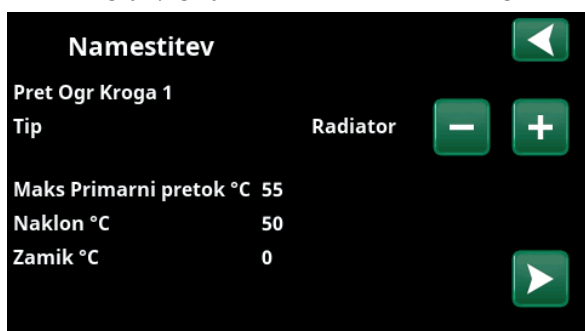 Namestitev
Pret Ogr Kroga 1
Tip Radiator
Maks Primarni pretok °C 55
Naklon °C 50
Zamik °C 0